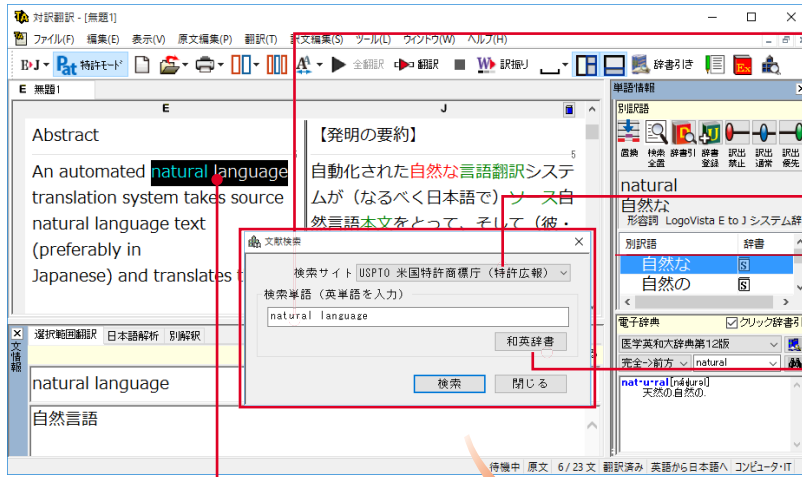 対訳翻訳 - [無題1]
ファイル(F) 編集(E) 表示(V) 原文編集(P) 翻訳(T) 訳文編集(S) ツール(L) ウインドウ(W) ヘルプ(H)
E›J Pat 特許モード 全翻訳 翻訳 W 訳振り 辞書引き Ex
E 無題1
E
J
Abstract
【発明の要約】
5
5
An automated natural language
translation system takes source
natural language text
(preferably in
Japanese) and translates t
自動化された自然な言語翻訳システ
ムが（なるべく日本語で）ソース自
然言語本文をとって、そして（彼・
単語情報
別訳語
置換 検索全置 辞書引 辞書登録 訳出禁止 訳出通常 訳出優先
natural
自然な
形容詞 LogoVista E to J システム辞
別訳語 辞書
自然な S
自然の S
電子辞典 クリック辞書引
医学英和大辞典第12版
完全->前方 natural
nat·u·ral
天然の,自然の.
文献検索
検索サイト USPTO 米国特許商標庁（特許広報）
検索単語（英単語を入力）
natural language
和英辞書
検索 閉じる
文情報
選択範囲翻訳 日本語解析 別解釈
natural language
自然言語
待機中 原文 6/23文 翻訳済み 英語から日本語へ コンピュータ・IT